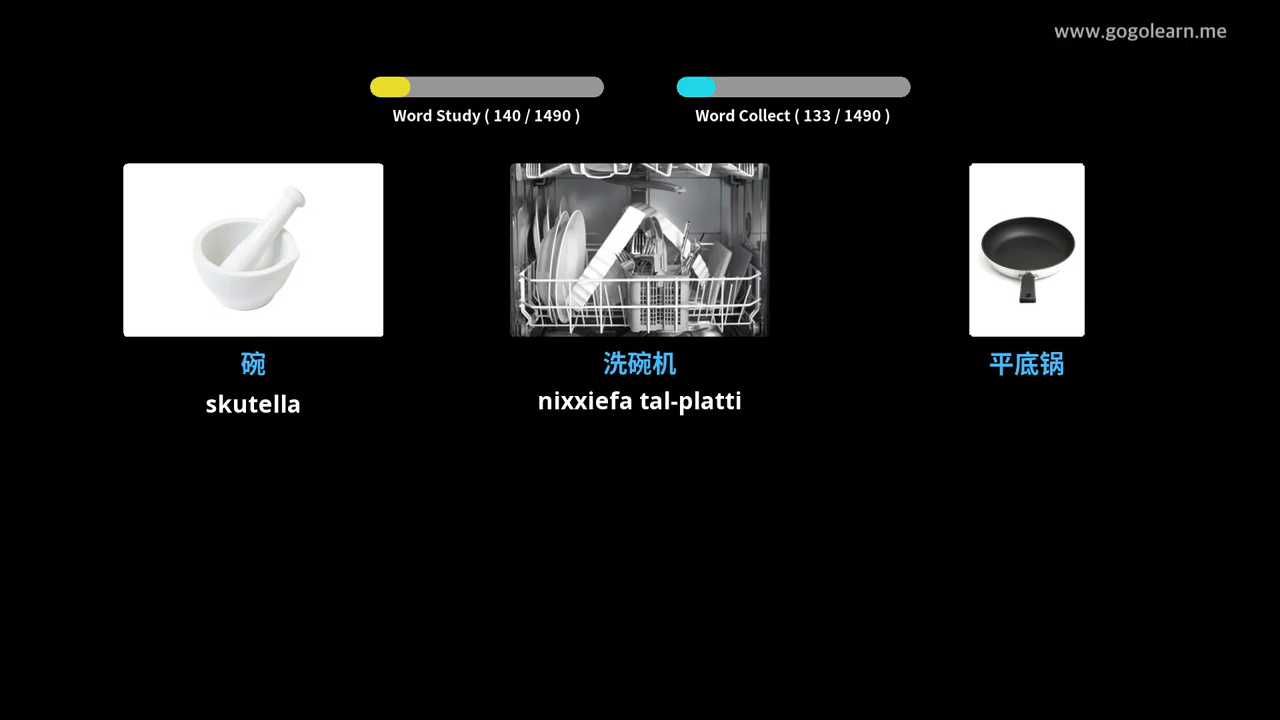 www.gogolearn.me
Word Study ( 140 / 1490 )
Word Collect ( 133 / 1490 )
碗
洗碗机
平底锅
skutella
nixxiefa tal-platti